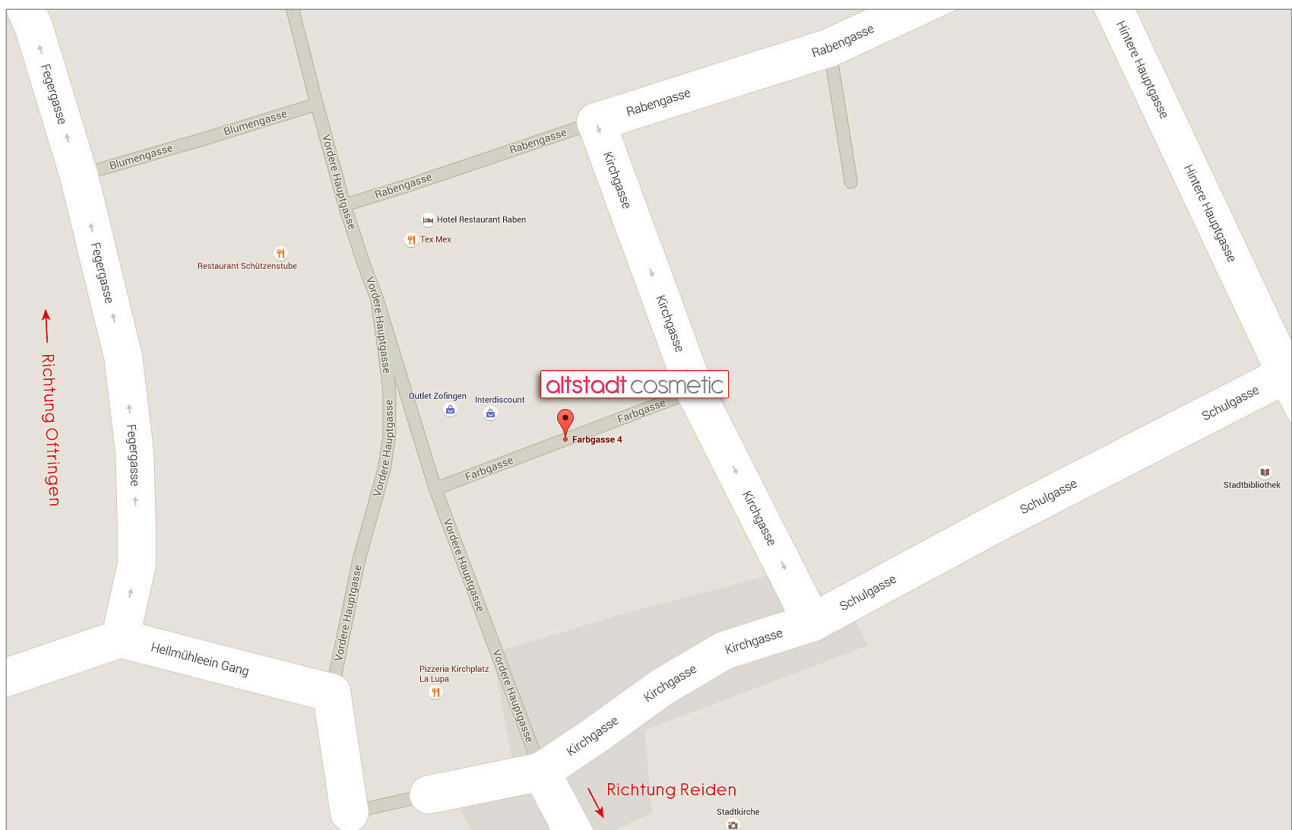 Fegergasse
Blumengasse
Blumengasse
Vordere Hauptgasse
Rabengasse
Rabengasse
Rabengasse
Rabengasse
Hintere Hauptgasse
Hintere Hauptgasse
Kirchgasse
Hotel Restaurant Raben
Tex Mex
Restaurant Schützenstube
Fegergasse
Vordere Hauptgasse
Kirchgasse
Richtung Oftringen
altstadt cosmetic
Outlet Zofingen
Interdiscount
Farbgasse
Farbgasse 4
Farbgasse
Vordere Hauptgasse
Fegergasse
Schulgasse
Stadtbibliothek
Schulgasse
Kirchgasse
Vordere Hauptgasse
Schulgasse
Vordere Hauptgasse
Hellmühleein Gang
Kirchgasse
Pizzeria Kirchplatz
La Lupa
Kirchgasse
Vordere Hauptgasse
Kirchgasse
Richtung Reiden
Stadtkirche